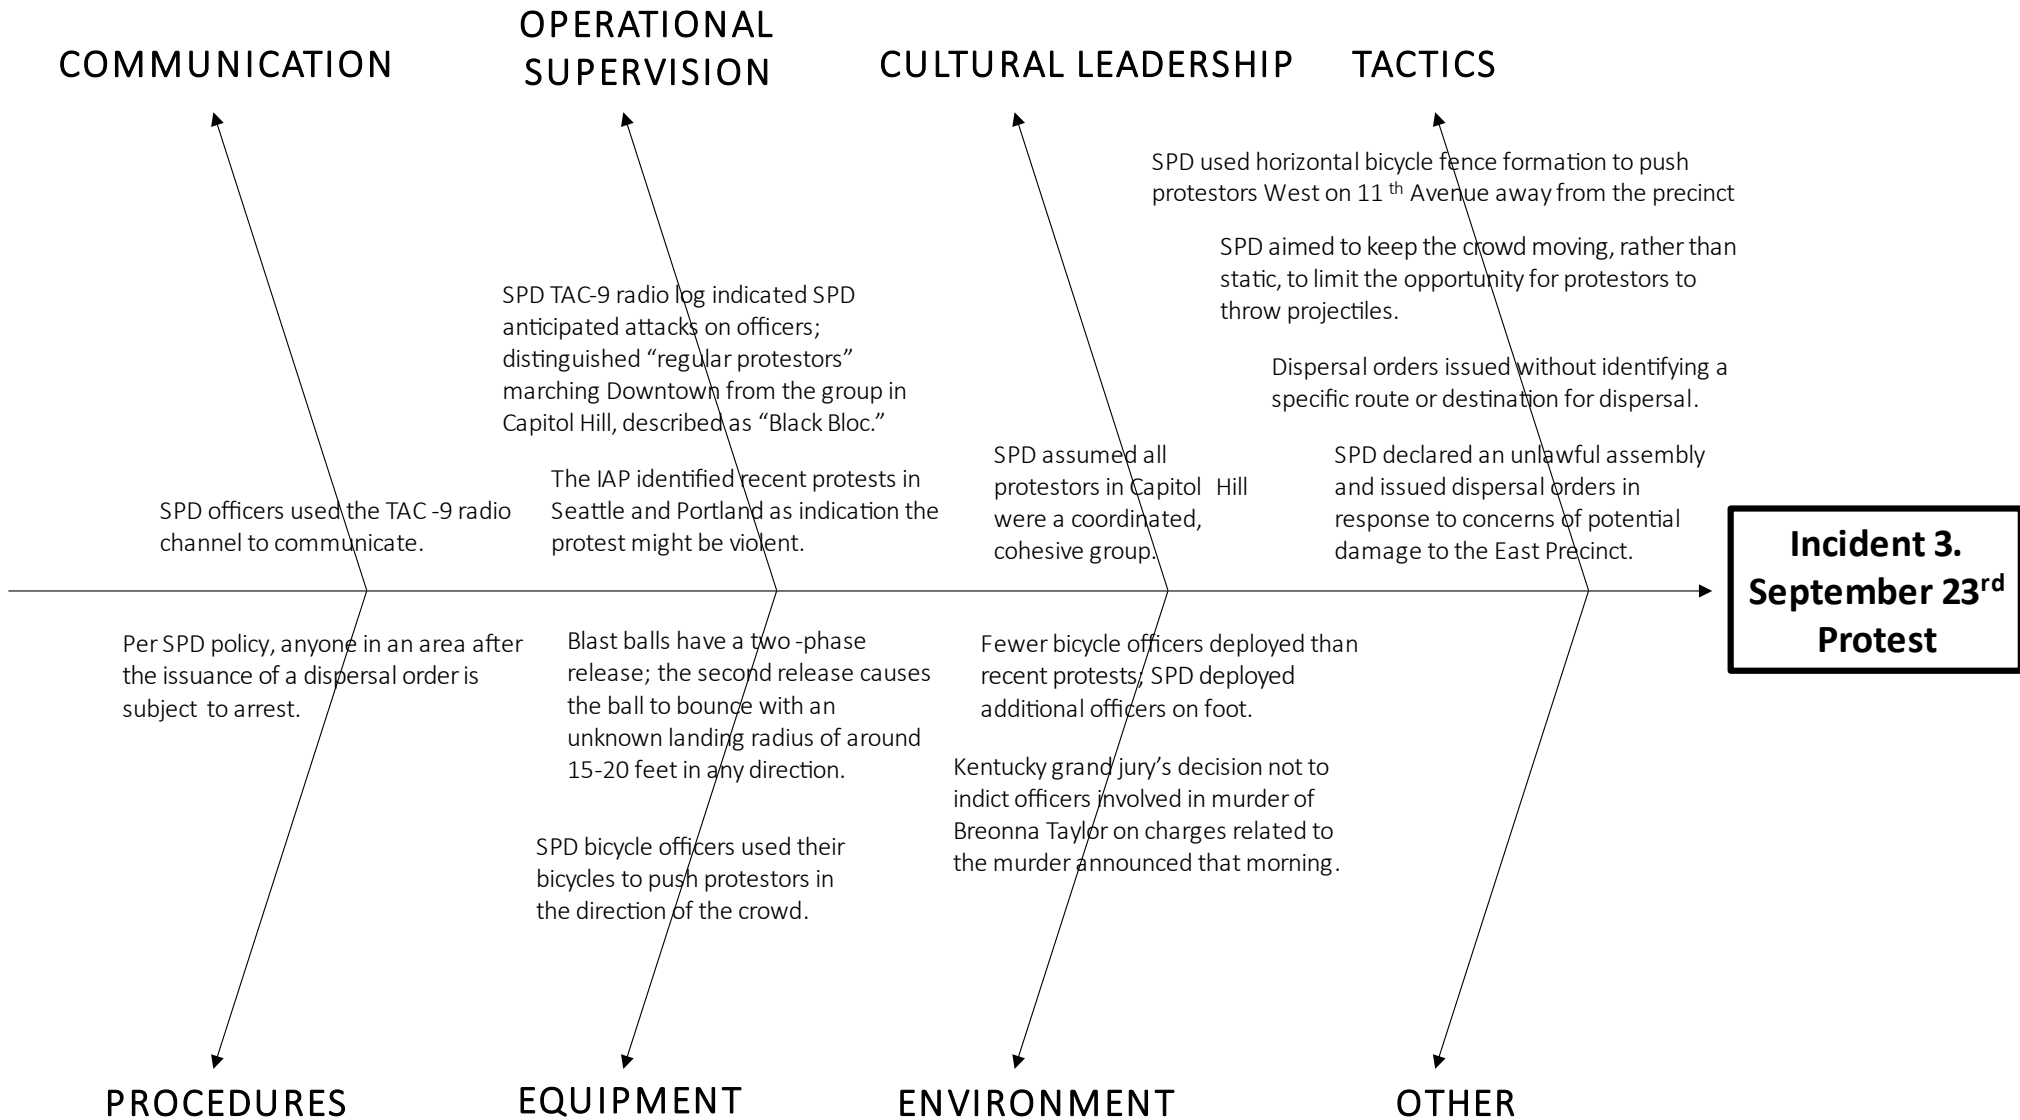 COMMUNICATION
OPERATIONAL
SUPERVISION
CULTURAL LEADERSHIP
TACTICS
SPD officers used the TAC -9 radio
channel to communicate.
SPD TAC-9 radio log indicated SPD
anticipated attacks on officers;
distinguished “regular protestors”
marching Downtown from the group in
Capitol Hill, described as “Black Bloc.”
The IAP identified recent protests in
Seattle and Portland as indication the
protest might be violent.
SPD assumed all
protestors in Capitol Hill
were a coordinated,
cohesive group.
SPD used horizontal bicycle fence formation to push
protestors West on 11 th Avenue away from the precinct
SPD aimed to keep the crowd moving, rather than
static, to limit the opportunity for protestors to
throw projectiles.
Dispersal orders issued without identifying a
specific route or destination for dispersal.
SPD declared an unlawful assembly
and issued dispersal orders in
response to concerns of potential
damage to the East Precinct.
Incident 3.
September 23rd
Protest
Per SPD policy, anyone in an area after
the issuance of a dispersal order is
subject to arrest.
Blast balls have a two -phase
release; the second release causes
the ball to bounce with an
unknown landing radius of around
15-20 feet in any direction.
SPD bicycle officers used their
bicycles to push protestors in
the direction of the crowd.
Fewer bicycle officers deployed than
recent protests; SPD deployed
additional officers on foot.
Kentucky grand jury’s decision not to
indict officers involved in murder of
Breonna Taylor on charges related to
the murder announced that morning.
PROCEDURES
EQUIPMENT
ENVIRONMENT
OTHER